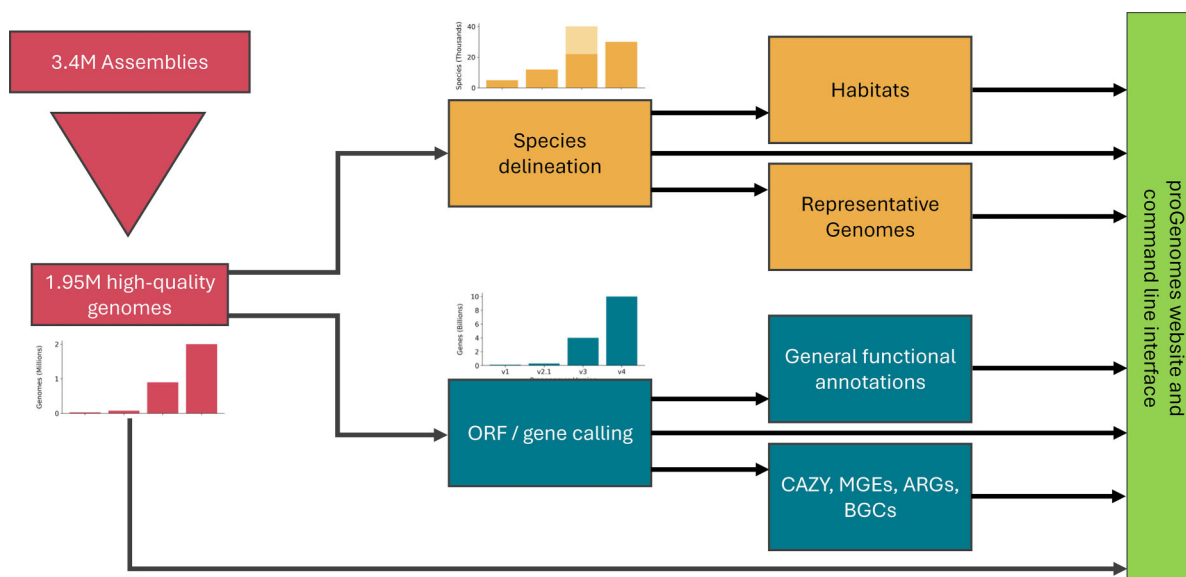 3.4M Assemblies
1.95M high-quality
genomes
Genomes (Millions)
2
1
0
Species (Thousands)
40
20
0
Species
delineation
Habitats
Representative
Genomes
Genes (Billions)
10
8
6
4
2
0
v1
v2.1
v3
v4
ORF / gene calling
General functional
annotations
CAZY, MGEs, ARGs,
BGCs
proGenomes website and
command line interface